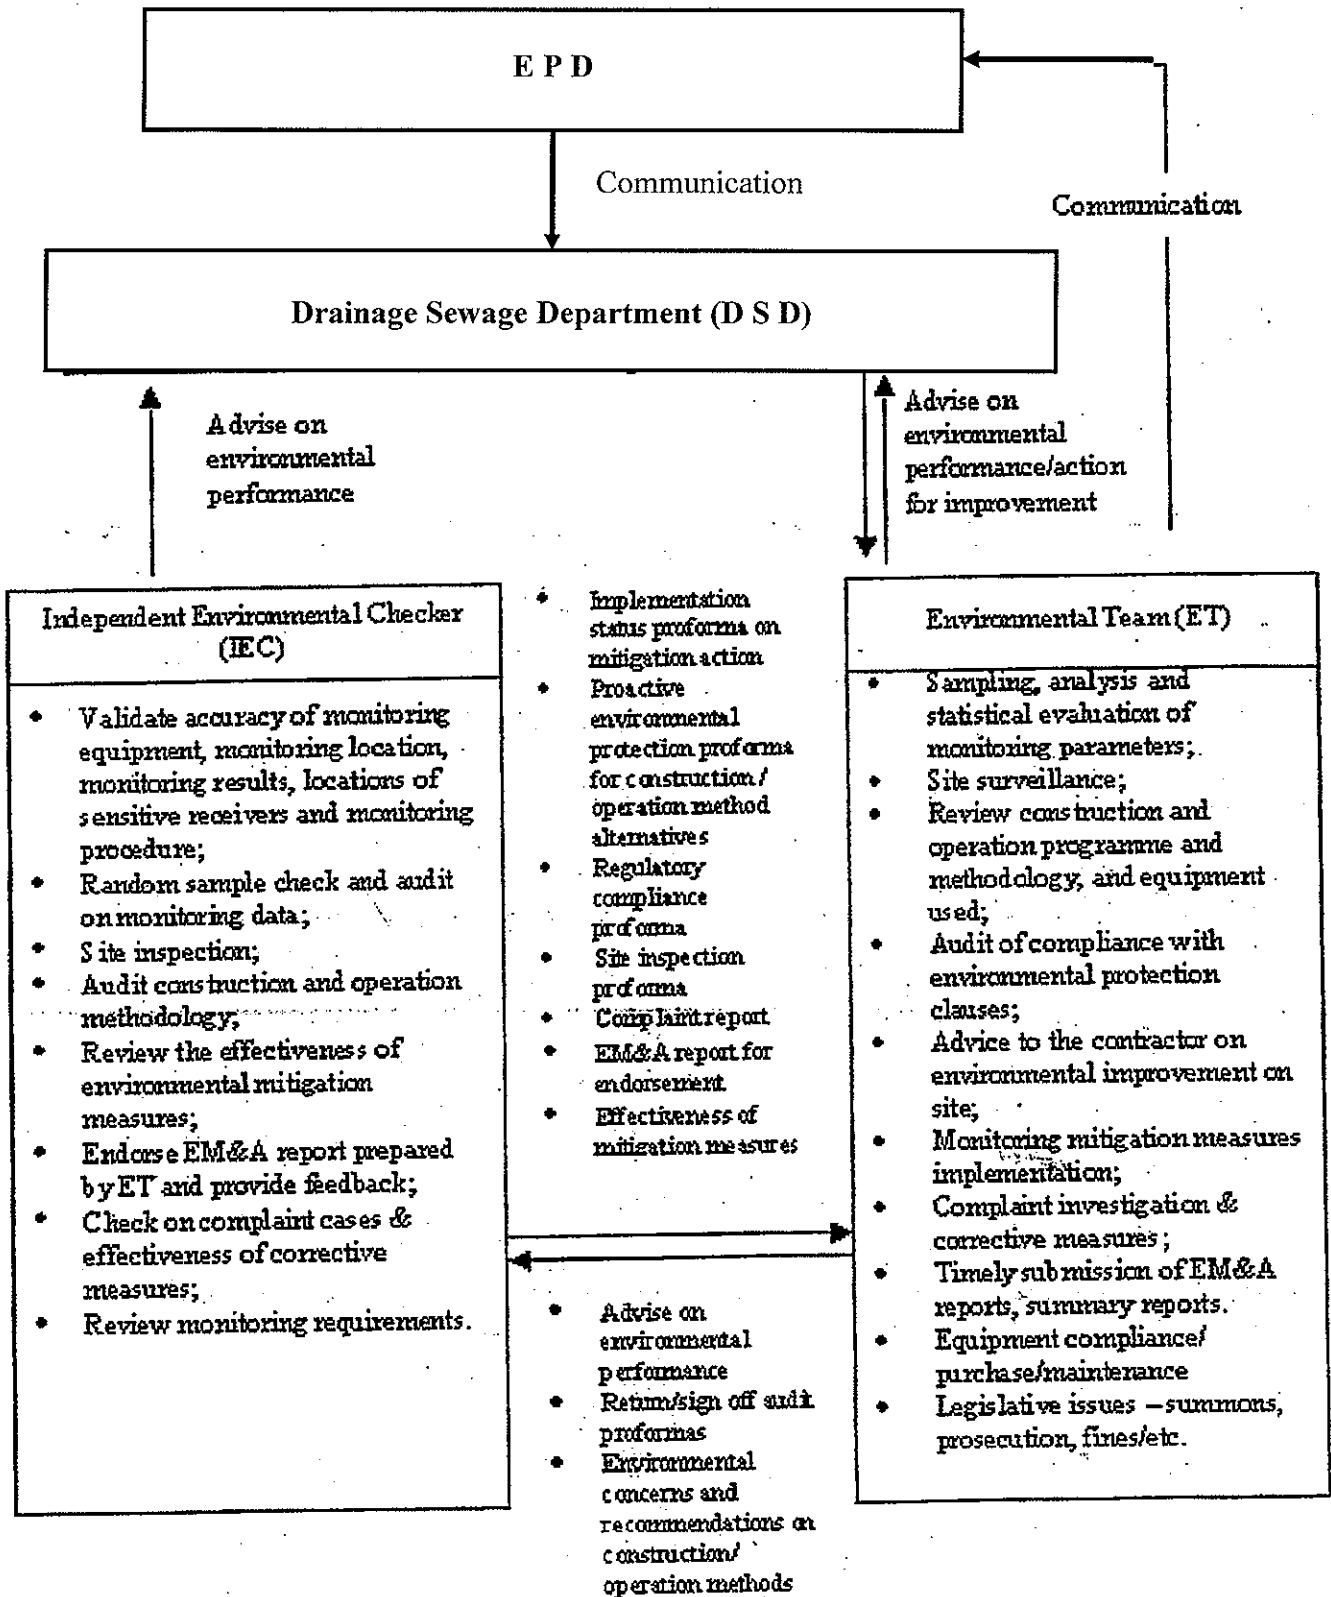 E P D
Communication
Communication
Drainage Sewage Department (D S D)
Advise on
environmental
performance
Advise on
environmental
performance/action
for improvement
Independent Environmental Checker
(IEC)
• Validate accuracy of monitoring
equipment, monitoring location,
monitoring results, locations of
sensitive receivers and monitoring
procedure;
• Random sample check and audit
on monitoring data;
• Site inspection;
• Audit construction and operation
methodology;
• Review the effectiveness of
environmental mitigation
measures;
• Endorse EM&A report prepared
by ET and provide feedback;
• Check on complaint cases &
effectiveness of corrective
measures;
• Review monitoring requirements.
• Implementation
status proforma on
mitigation action
• Proactive
environmental
protection proforma
for construction/
operation method
alternatives
• Regulatory
compliance
proforma
• Site inspection
proforma
• Complaint report
• EM&A report for
endorsement
• Effectiveness of
mitigation measures
• Advise on
environmental
performance
• Return/sign off audit
proformas
• Environmental
concerns and
recommendations on
construction/
operation methods
Environmental Team (ET)
• Sampling, analysis and
statistical evaluation of
monitoring parameters;
• Site surveillance;
• Review construction and
operation programme and
methodology, and equipment
used;
• Audit of compliance with
environmental protection
clauses;
• Advice to the contractor on
environmental improvement on
site;
• Monitoring mitigation measures
implementation;
• Complaint investigation &
corrective measures;
• Timely submission of EM&A
reports, summary reports.
• Equipment compliance/
purchase/maintenance
• Legislative issues – summons,
prosecution, fines/etc.